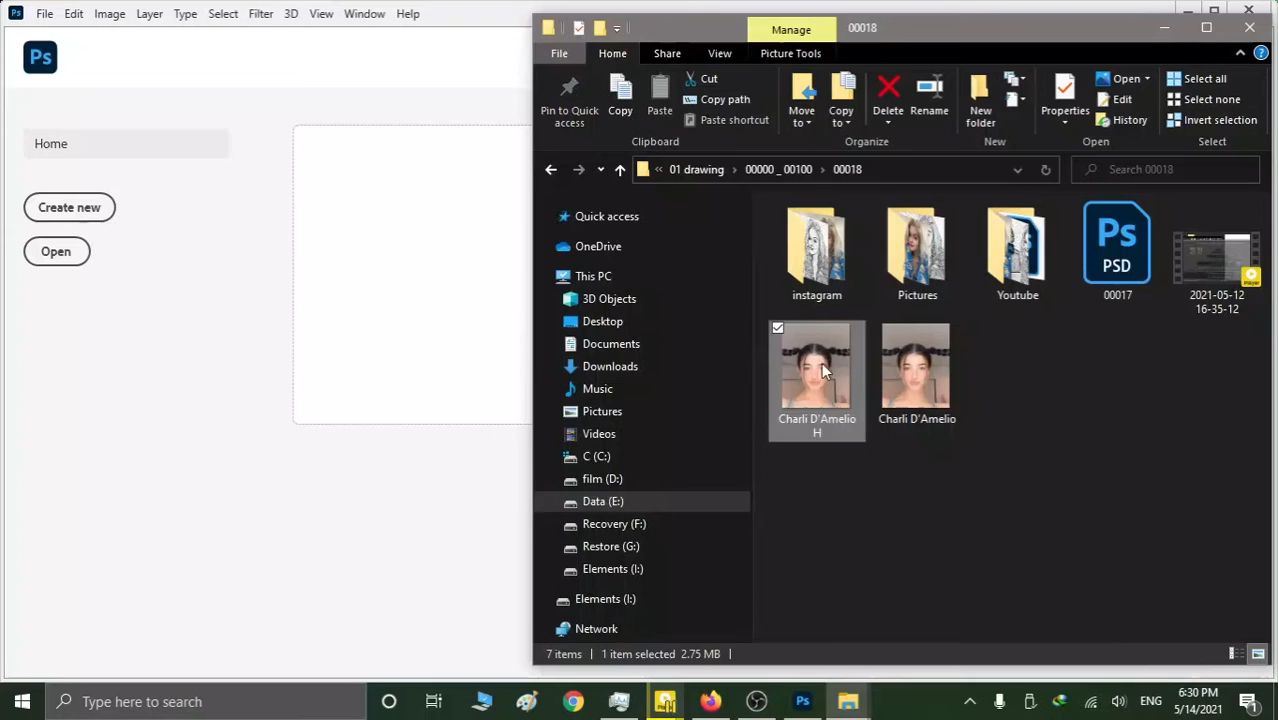 Ps File Edit Image Layer Type Select Filter 3D View Window Help
Ps
Home
Create new
Open
Manage 00018
File Home Share View Picture Tools
Pin to Quick access
Copy
Paste
Cut
Copy path
Paste shortcut
Move to
Copy to
Delete
Rename
New folder
Properties
Open
Edit
History
Select all
Select none
Invert selection
Clipboard Organize New Open Select
« 01 drawing › 00000 _ 00100 › 00018
Search 00018
Quick access
OneDrive
This PC
3D Objects
Desktop
Documents
Downloads
Music
Pictures
Videos
C (C:)
film (D:)
Data (E:)
Recovery (F:)
Restore (G:)
Elements (I:)
Elements (I:)
Network
Ps
PSD
instagram Pictures Youtube 00017 2021-05-12
16-35-12
Charli D'Amelio Charli D'Amelio
H
7 items 1 item selected 2.75 MB
Type here to search
Ps
ENG
6:30 PM
5/14/2021
1